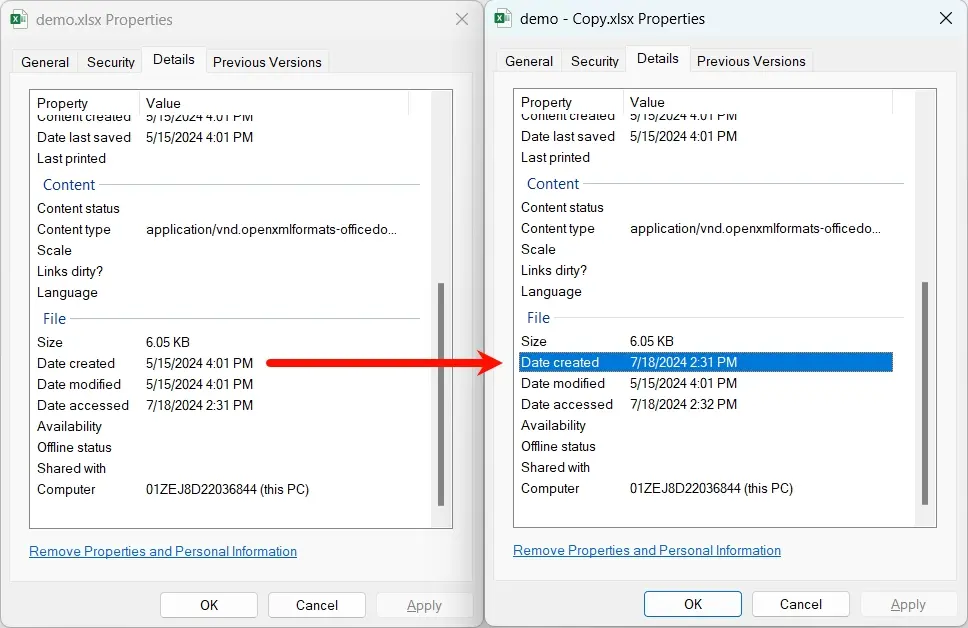 demo.xlsx Properties
General Security Details Previous Versions
Property Value
Content created 5/15/2024 4:01 PM
Date last saved 5/15/2024 4:01 PM
Last printed
Content
Content status
Content type application/vnd.openxmlformats-officedo...
Scale
Links dirty?
Language
File
Size 6.05 KB
Date created 5/15/2024 4:01 PM
Date modified 5/15/2024 4:01 PM
Date accessed 7/18/2024 2:31 PM
Availability
Offline status
Shared with
Computer 01ZEJ8D22036844 (this PC)
Remove Properties and Personal Information
OK Cancel Apply
demo - Copy.xlsx Properties
General Security Details Previous Versions
Property Value
Content created 5/15/2024 4:01 PM
Date last saved 5/15/2024 4:01 PM
Last printed
Content
Content status
Content type application/vnd.openxmlformats-officedo...
Scale
Links dirty?
Language
File
Size 6.05 KB
Date created 7/18/2024 2:31 PM
Date modified 5/15/2024 4:01 PM
Date accessed 7/18/2024 2:32 PM
Availability
Offline status
Shared with
Computer 01ZEJ8D22036844 (this PC)
Remove Properties and Personal Information
OK Cancel Apply